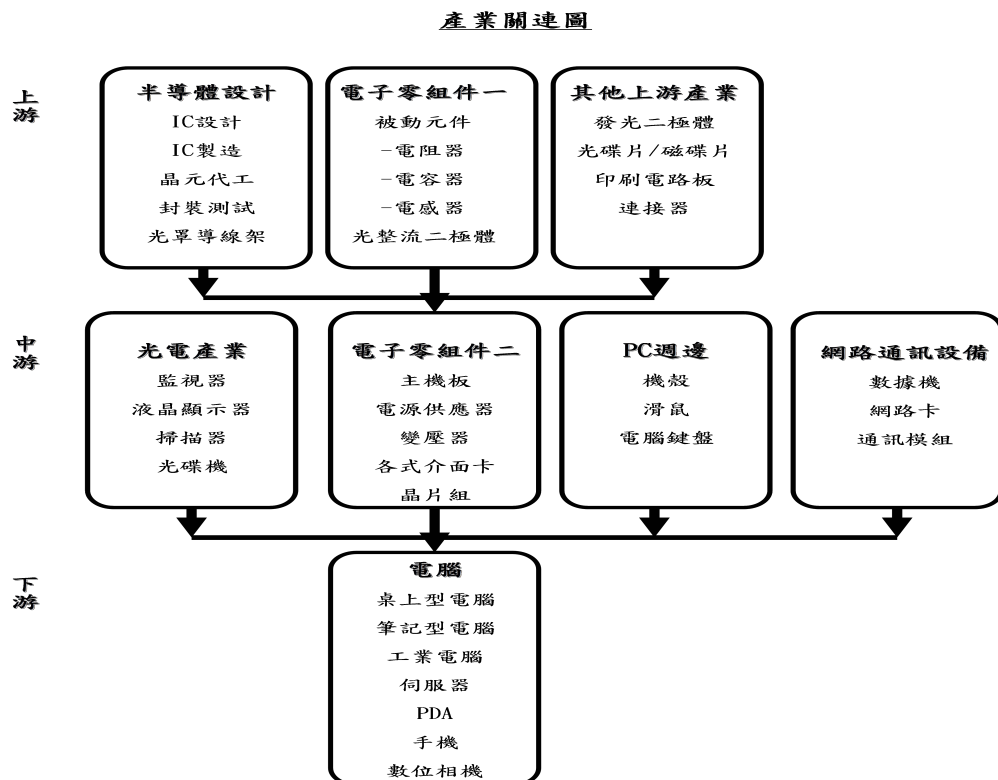 產業關連圖
上游
半導體設計
IC設計
IC製造
晶元代工
封裝測試
光罩導線架
電子零組件一
被動元件
-電阻器
-電容器
-電感器
光整流二極體
其他上游產業
發光二極體
光碟片/磁碟片
印刷電路板
連接器
中游
光電產業
監視器
液晶顯示器
掃描器
光碟機
電子零組件二
主機板
電源供應器
變壓器
各式介面卡
晶片組
PC週邊
機殼
滑鼠
電腦鍵盤
網路通訊設備
數據機
網路卡
通訊模組
下游
電腦
桌上型電腦
筆記型電腦
工業電腦
伺服器
PDA
手機
數位相機